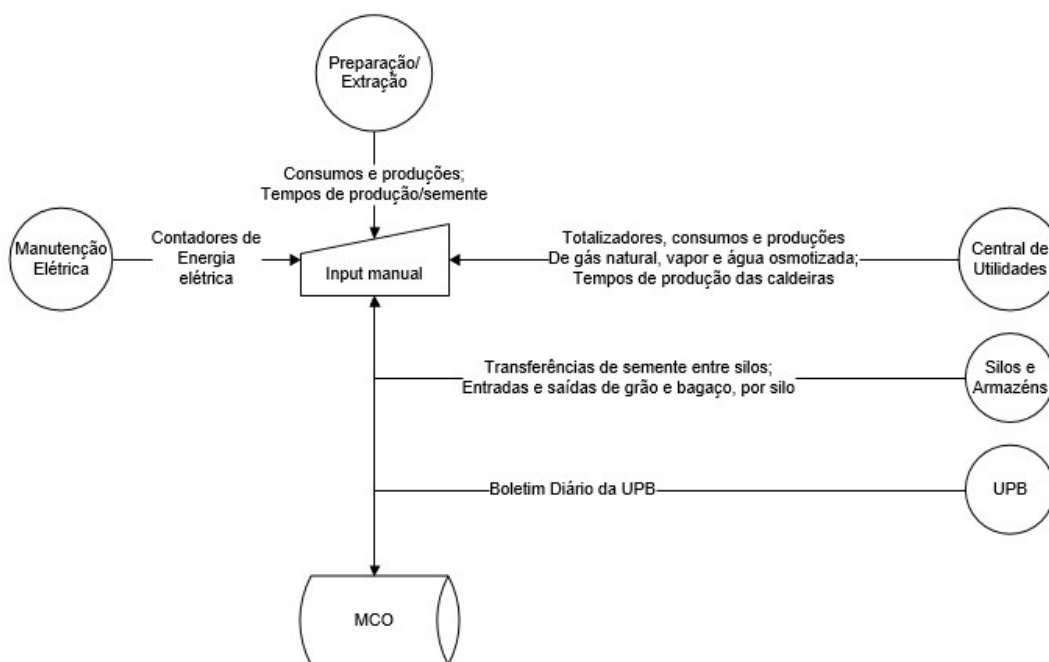 Preparação/
Extração
Consumos e produções;
Tempos de produção/semente
Manutenção
Elétrica
Contadores de
Energia
elétrica
Input manual
Totalizadores, consumos e produções
De gás natural, vapor e água osmotizada;
Tempos de produção das caldeiras
Central de
Utilidades
Transferências de semente entre silos;
Entradas e saídas de grão e bagaço, por silo
Silos e
Armazéns
Boletim Diário da UPB
UPB
MCO